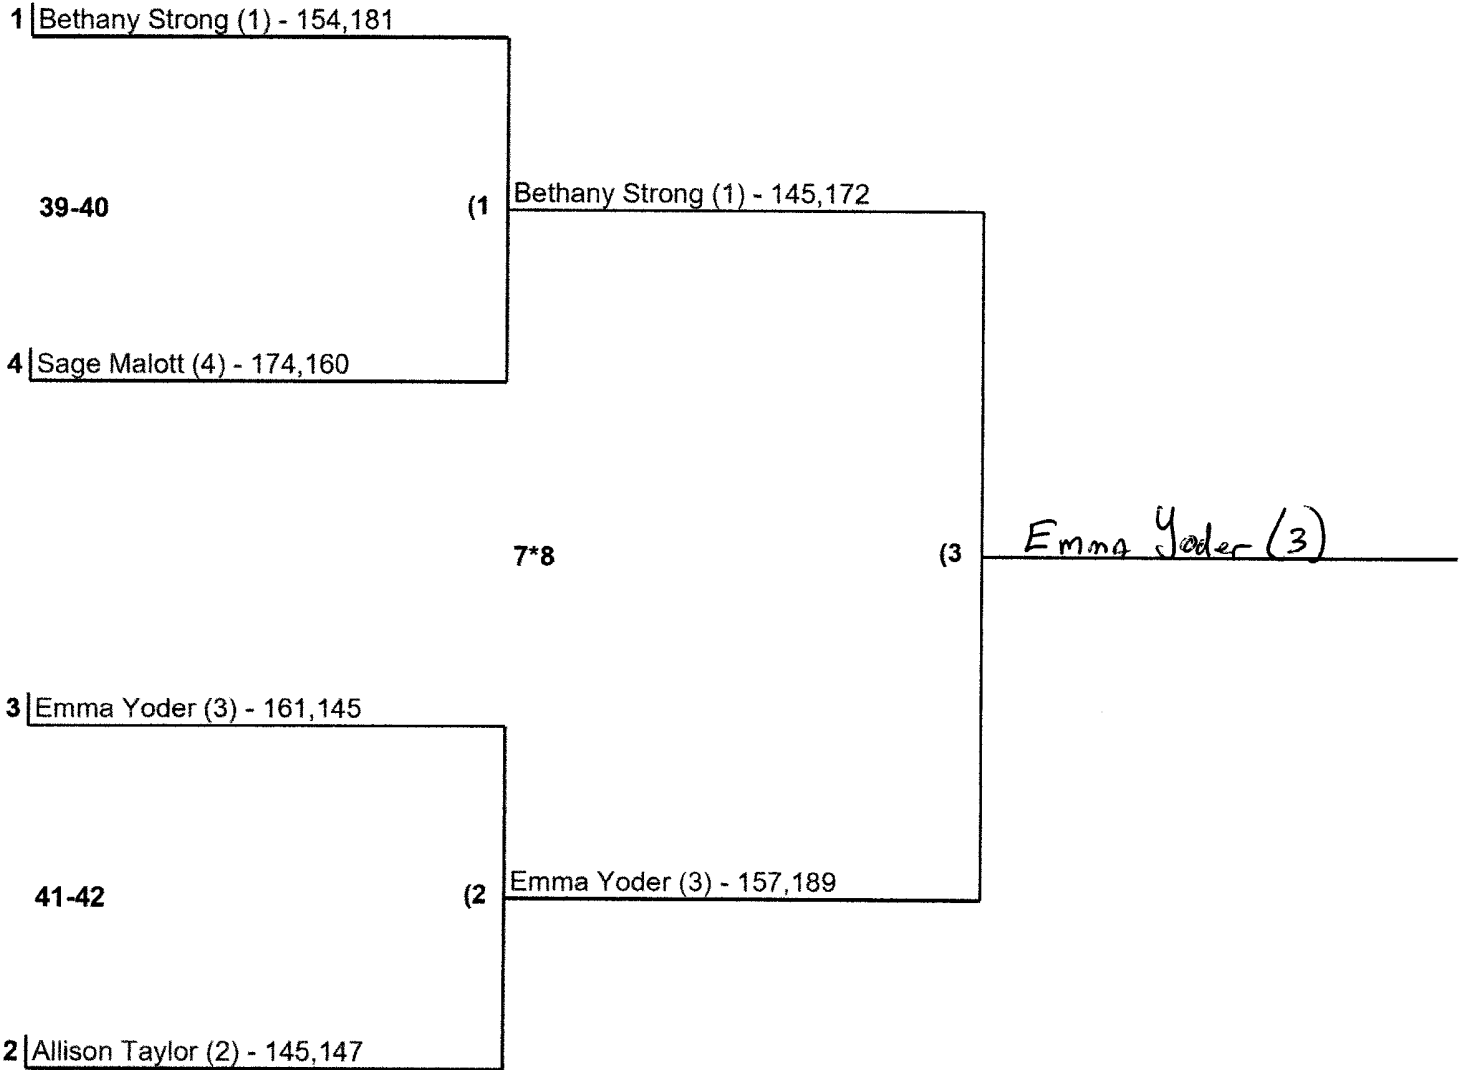 1 Bethany Strong (1) - 154,181
39-40 (1 Bethany Strong (1) - 145,172
4 Sage Malott (4) - 174,160
7*8 (3 Emma Yoder (3)
3 Emma Yoder (3) - 161,145
41-42 (2 Emma Yoder (3) - 157,189
2 Allison Taylor (2) - 145,147